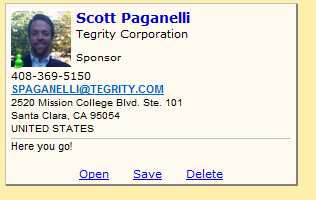 Scott Paganelli
Tegrity Corporation
Sponsor
408-369-5150
SPAGANELLI@TEGRITY.COM
2520 Mission College Blvd. Ste. 101
Santa Clara, CA 95054
UNITED STATES
Here you go!
Open Save Delete